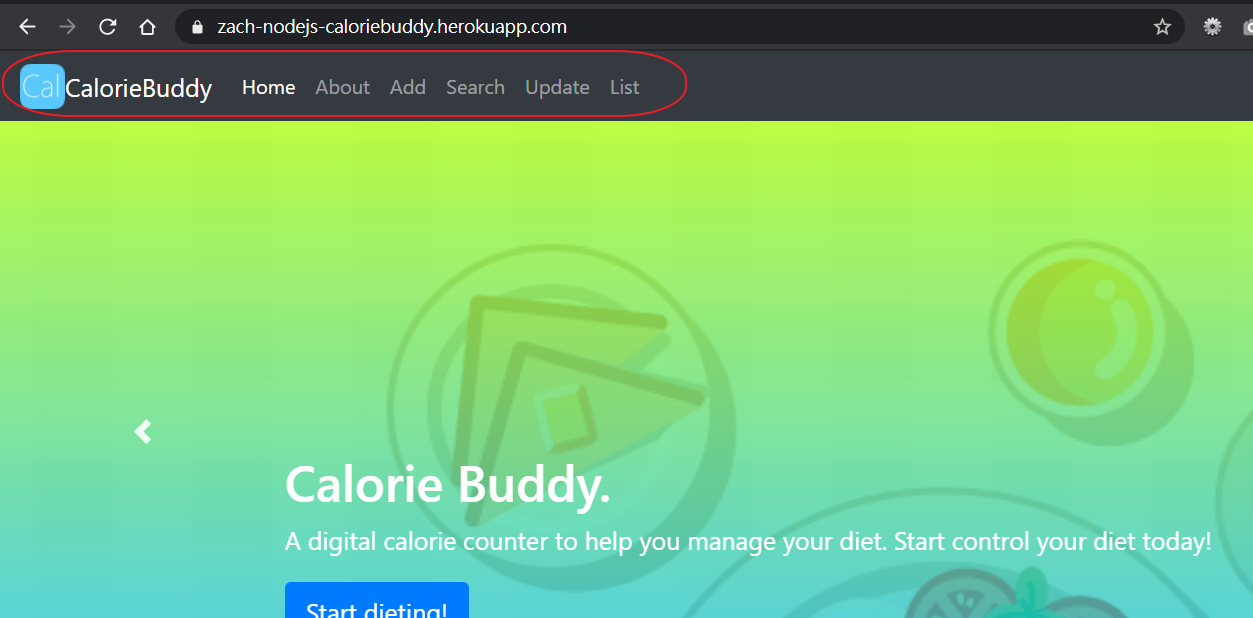 zach-nodejs-caloriebuddy.herokuapp.com
Cal CalorieBuddy Home About Add Search Update List
Calorie Buddy.
A digital calorie counter to help you manage your diet. Start control your diet today!
Start dieting!